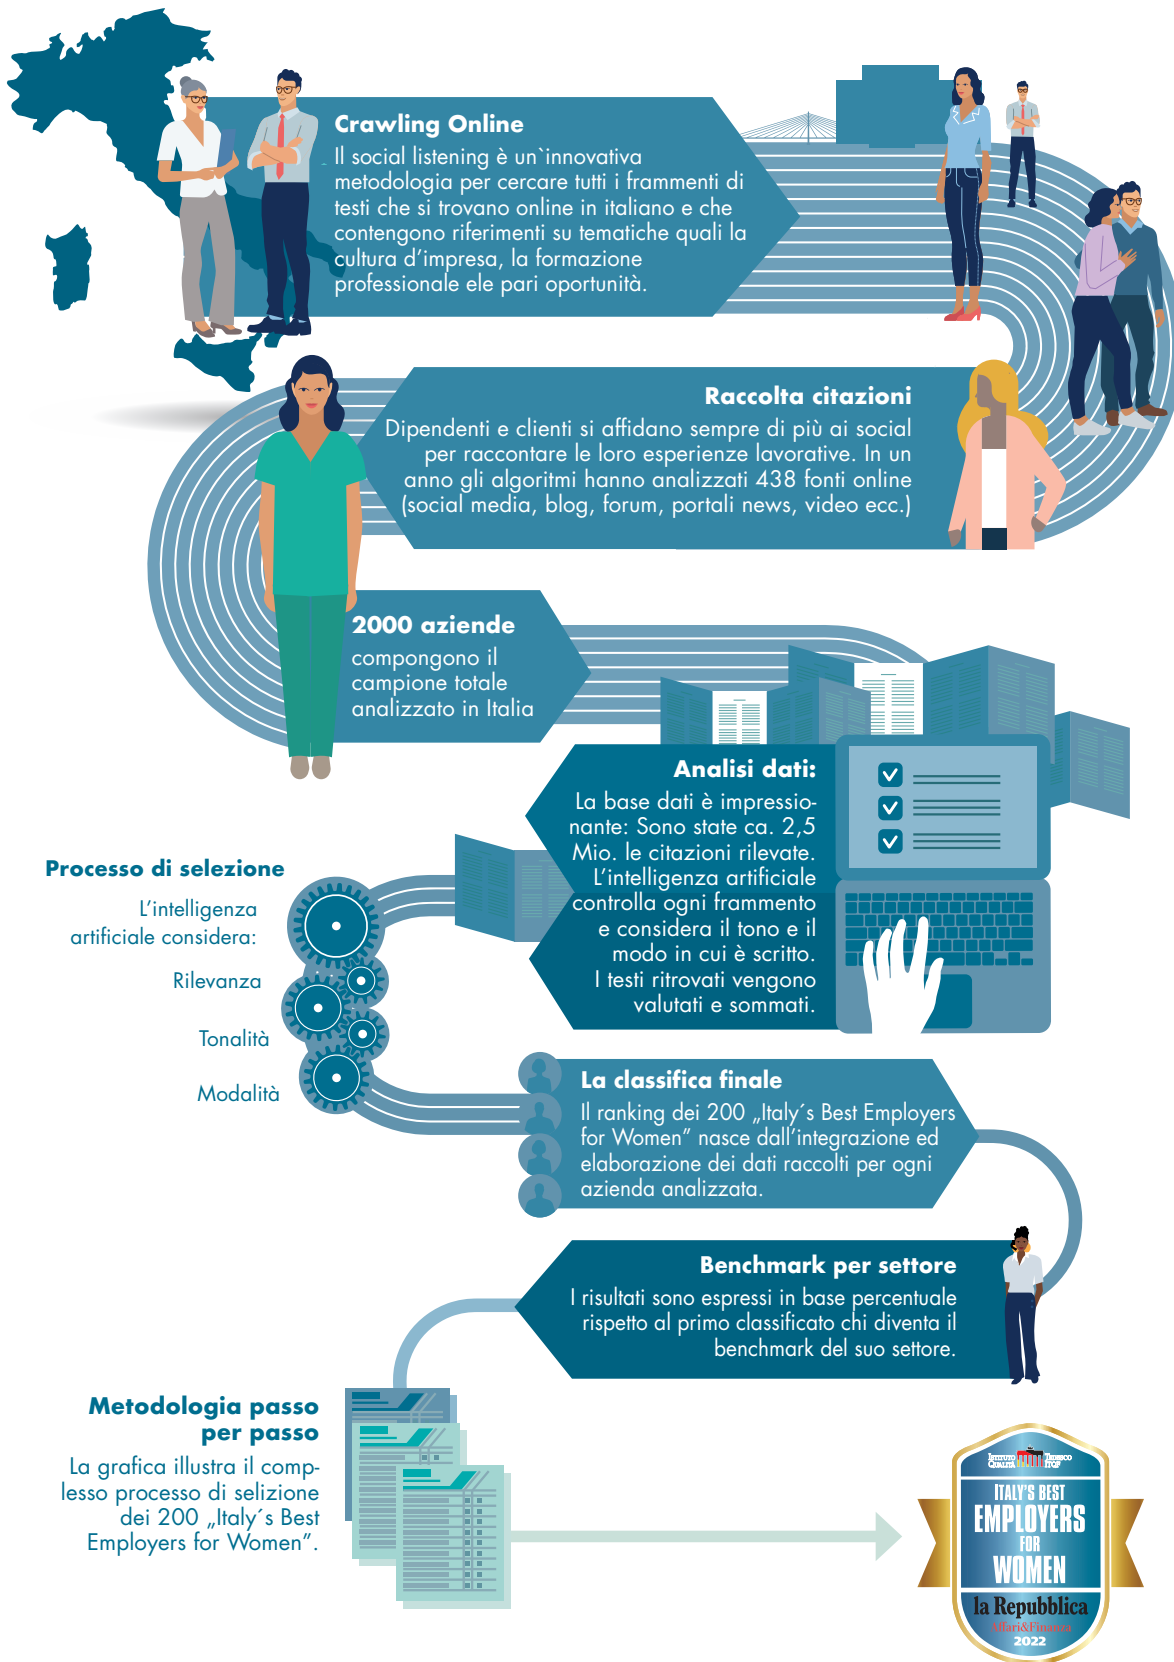 Crawling Online
Il social listening è un`innovativa
metodologia per cercare tutti i frammenti di
testi che si trovano online in italiano e che
contengono riferimenti su tematiche quali la
cultura d’impresa, la formazione
professionale ele pari opportunità.
Raccolta citazioni
Dipendenti e clienti si affidano sempre di più ai social
per raccontare le loro esperienze lavorative. In un
anno gli algoritmi hanno analizzati 438 fonti online
(social media, blog, forum, portali news, video ecc.)
2000 aziende
compongono il
campione totale
analizzato in Italia
Analisi dati:
La base dati è impressio-
nante: Sono state ca. 2,5
Mio. le citazioni rilevate.
L’intelligenza artificiale
controlla ogni frammento
e considera il tono e il
modo in cui è scritto.
I testi ritrovati vengono
valutati e sommati.
Processo di selezione
L’intelligenza
artificiale considera:
Rilevanza
Tonalità
Modalità
La classifica finale
Il ranking dei 200 „Italy´s Best Employers
for Women” nasce dall’integrazione ed
elaborazione dei dati raccolti per ogni
azienda analizzata.
Benchmark per settore
I risultati sono espressi in base percentuale
rispetto al primo classificato chi diventa il
benchmark del suo settore.
Metodologia passo
per passo
La grafica illustra il comp-
lesso processo di selizione
dei 200 „Italy´s Best
Employers for Women”.
Istituto Tedesco
Qualità ITQF
ITALY'S BEST
EMPLOYERS
FOR
WOMEN
la Repubblica
Affari&Finanza
2022